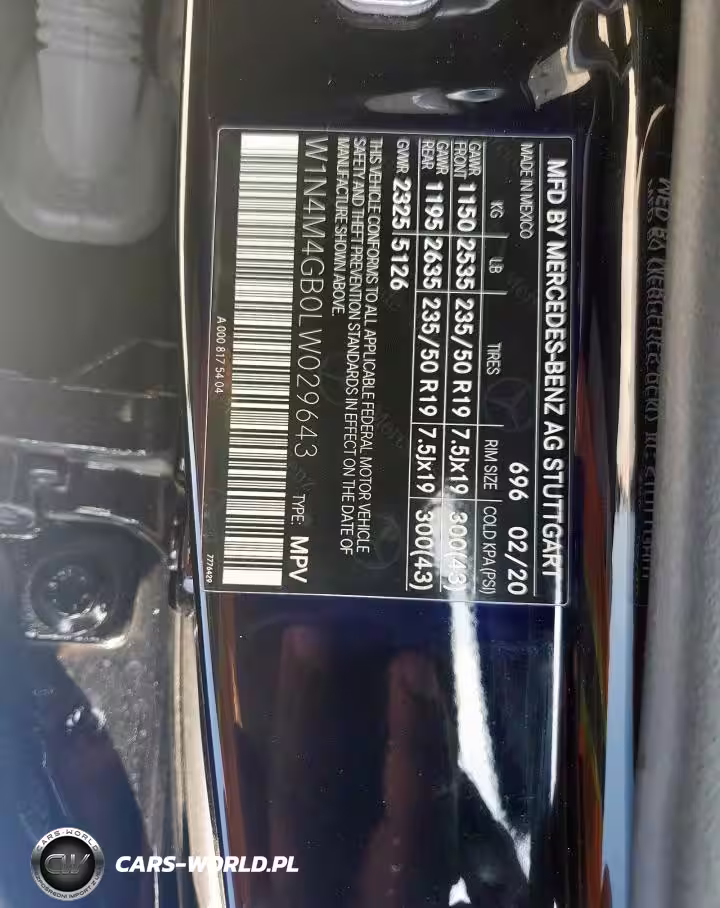 MFD BY MERCEDES-BENZ AG STUTTGART
MADE IN MEXICO 696 02/20
KG LB TIRES RIM SIZE COLD KPA(PSI)
GAWR FRONT 1150 2535 235/50 R19 7.5Jx19 300(43)
GAWR REAR 1195 2635 235/50 R19 7.5Jx19 300(43)
GVWR 2325 5126
THIS VEHICLE CONFORMS TO ALL APPLICABLE FEDERAL MOTOR VEHICLE
SAFETY AND THEFT PREVENTION STANDARDS IN EFFECT ON THE DATE OF
MANUFACTURE SHOWN ABOVE.
W1N4M4GB0LW029643 TYPE: MPV
A 000 817 54 04 7776429
CARS-WORLD
CW
CARS-WORLD.PL